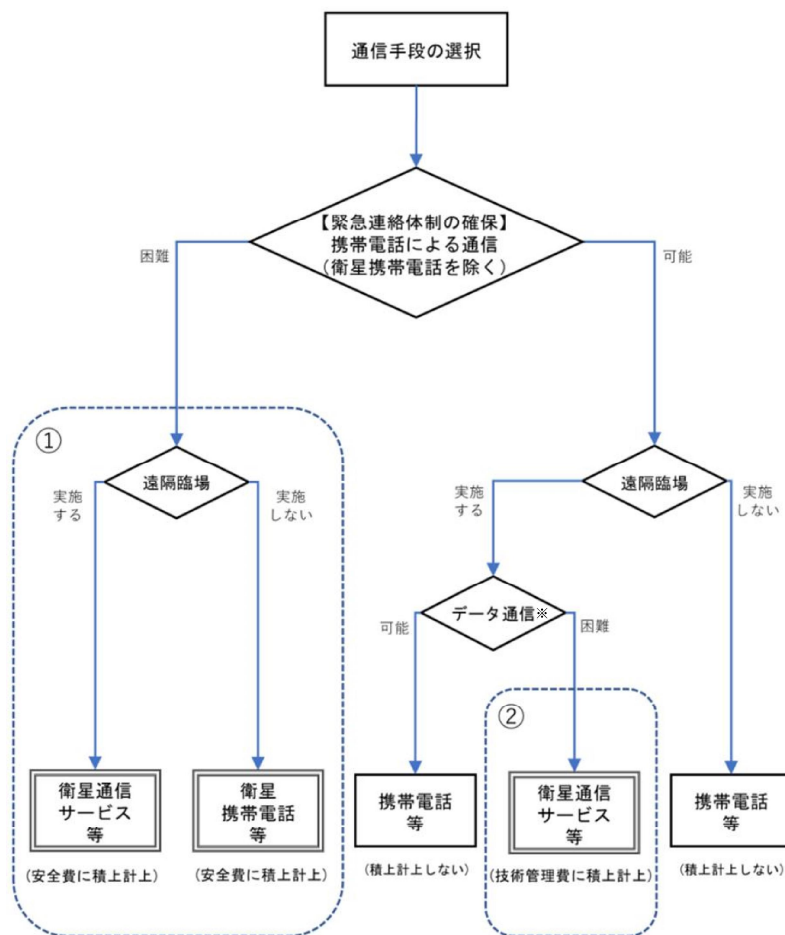 通信手段の選択
【緊急連絡体制の確保】
携帯電話による通信
(衛星携帯電話を除く)
困難
可能
①
遠隔臨場
実施
する
実施
しない
遠隔臨場
実施
する
実施
しない
データ通信※
可能
困難
②
衛星通信
サービス
等
(安全費に積上計上)
衛星
携帯電話
等
(安全費に積上計上)
携帯電話
等
(積上計上しない)
衛星通信
サービス
等
(技術管理費に積上計上)
携帯電話
等
(積上計上しない)